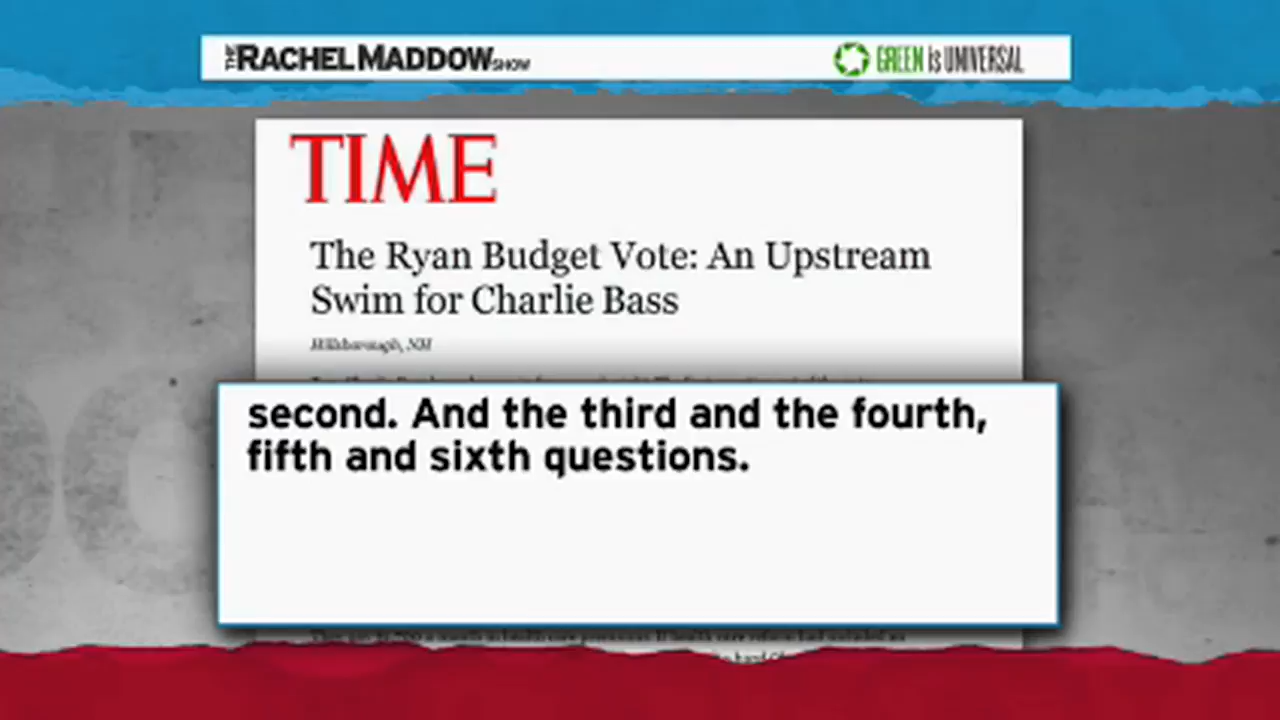 THE RACHEL MADDOW SHOW
GREEN is UNIVERSAL
TIME
The Ryan Budget Vote: An Upstream
Swim for Charlie Bass
Hillsborough, NH
second. And the third and the fourth,
fifth and sixth questions.